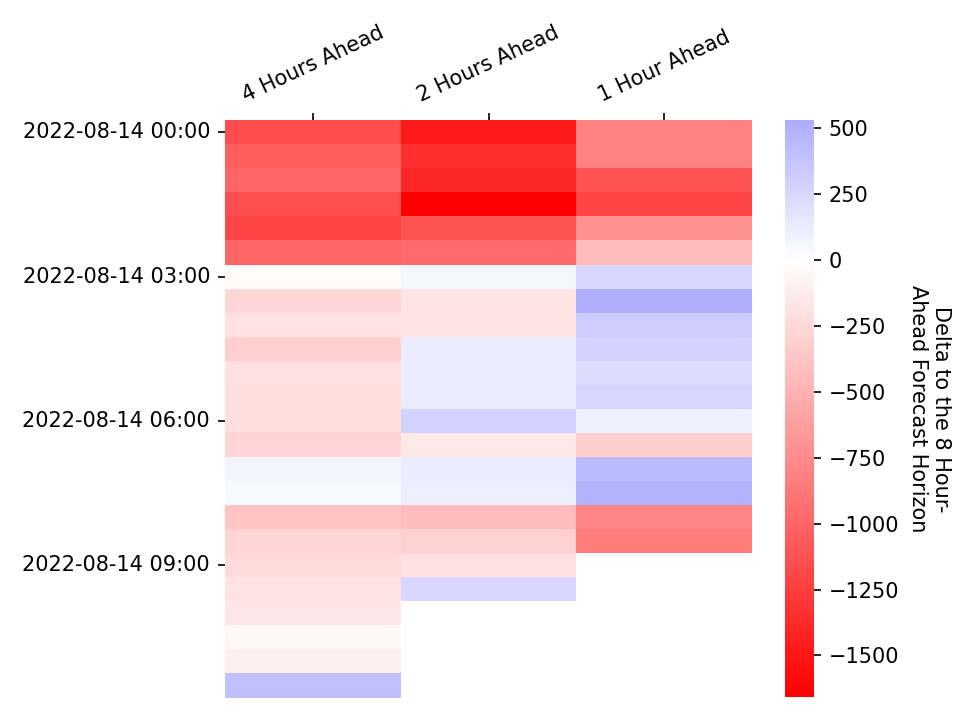 4 Hours Ahead
2 Hours Ahead
1 Hour Ahead
2022-08-14 00:00
2022-08-14 03:00
2022-08-14 06:00
2022-08-14 09:00
500
250
0
−250
−500
−750
−1000
−1250
−1500
Delta to the 8 Hour-
Ahead Forecast Horizon